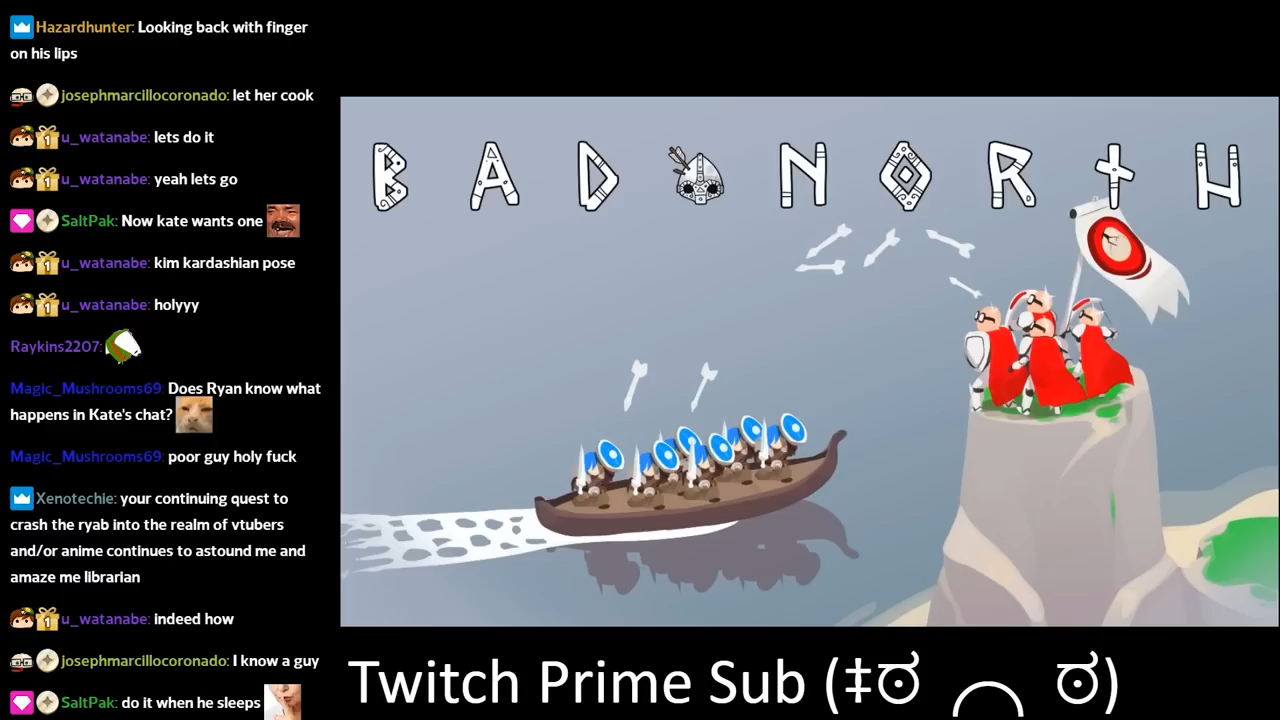 Hazardhunter: Looking back with finger
on his lips
josephmarcillocoronado: let her cook
u_watanabe: lets do it
u_watanabe: yeah lets go
SaltPak: Now kate wants one
u_watanabe: kim kardashian pose
u_watanabe: holyyy
Raykins2207:
Magic_Mushrooms69: Does Ryan know what
happens in Kate's chat?
Magic_Mushrooms69: poor guy holy fuck
Xenotechie: your continuing quest to
crash the ryab into the realm of vtubers
and/or anime continues to astound me and
amaze me librarian
u_watanabe: indeed how
josephmarcillocoronado: I know a guy
SaltPak: do it when he sleeps
BAD NORTH
Twitch Prime Sub (‡ಠ ╭╮ ಠ)